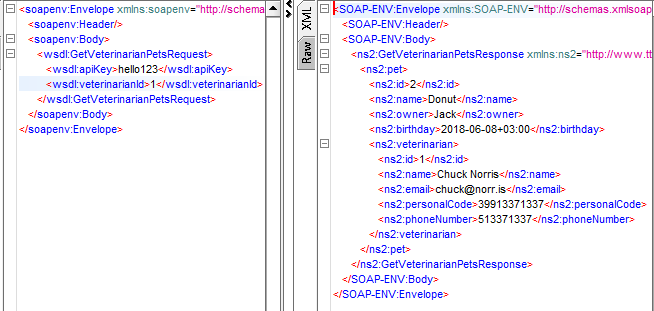 <soapenv:Envelope xmlns:soapenv="http://schema
<soapenv:Header/>
<soapenv:Body>
<wsdl:GetVeterinarianPetsRequest>
<wsdl:apiKey>hello123</wsdl:apiKey>
<wsdl:veterinarianId>1</wsdl:veterinarianId>
</wsdl:GetVeterinarianPetsRequest>
</soapenv:Body>
</soapenv:Envelope>
XML
Raw
<SOAP-ENV:Envelope xmlns:SOAP-ENV="http://schemas.xmlsoap
<SOAP-ENV:Header/>
<SOAP-ENV:Body>
<ns2:GetVeterinarianPetsResponse xmlns:ns2="http://www.tt
<ns2:pet>
<ns2:id>2</ns2:id>
<ns2:name>Donut</ns2:name>
<ns2:owner>Jack</ns2:owner>
<ns2:birthday>2018-06-08+03:00</ns2:birthday>
<ns2:veterinarian>
<ns2:id>1</ns2:id>
<ns2:name>Chuck Norris</ns2:name>
<ns2:email>chuck@norr.is</ns2:email>
<ns2:personalCode>39913371337</ns2:personalCode>
<ns2:phoneNumber>513371337</ns2:phoneNumber>
</ns2:veterinarian>
</ns2:pet>
</ns2:GetVeterinarianPetsResponse>
</SOAP-ENV:Body>
</SOAP-ENV:Envelope>